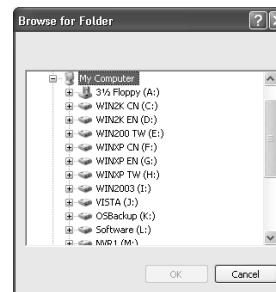 Browse for Folder
My Computer
3½ Floppy (A:)
WIN2K CN (C:)
WIN2K EN (D:)
WIN200 TW (E:)
WINXP CN (F:)
WINXP EN (G:)
WINXP TW (H:)
WIN2003 (I:)
VISTA (J:)
OSBackup (K:)
Software (L:)
NVR1 (M:)
OK
Cancel